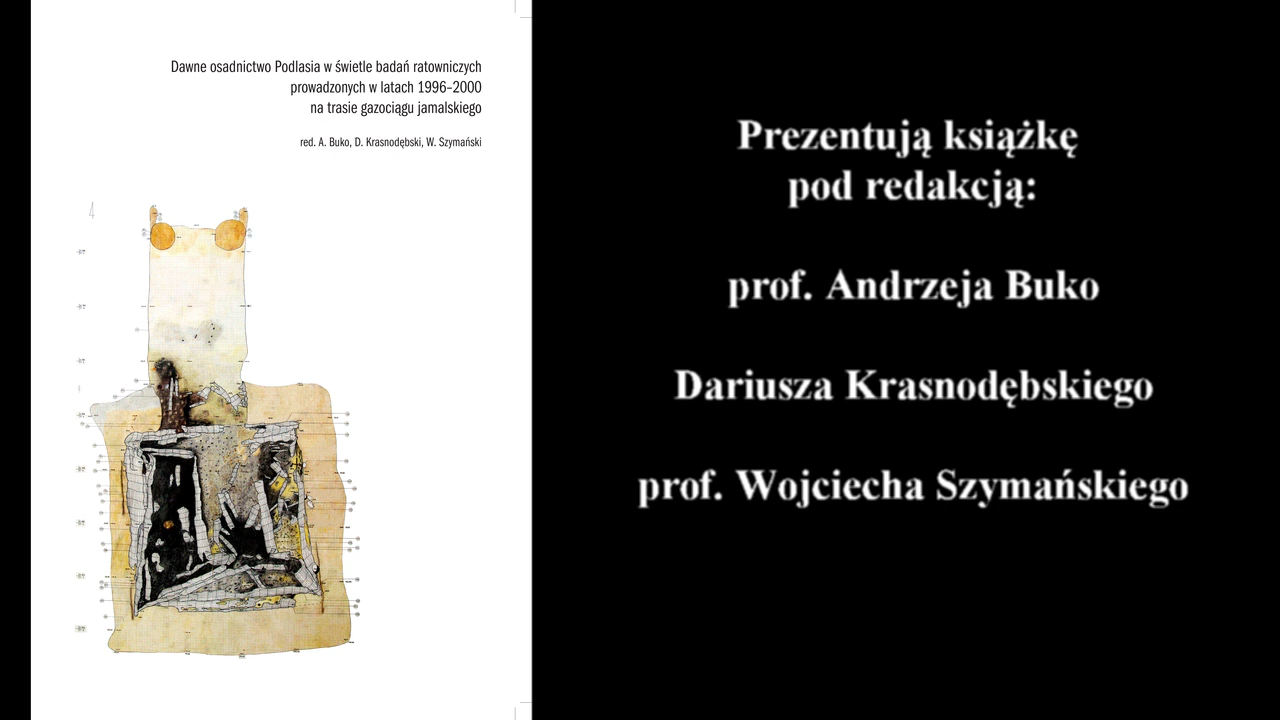 Dawne osadnictwo Podlasia w świetle badań ratowniczych
prowadzonych w latach 1996–2000
na trasie gazociągu jamalskiego
red. A. Buko, D. Krasnodębski, W. Szymański
Prezentują książkę
pod redakcją:
prof. Andrzeja Buko
Dariusza Krasnodębskiego
prof. Wojciecha Szymańskiego